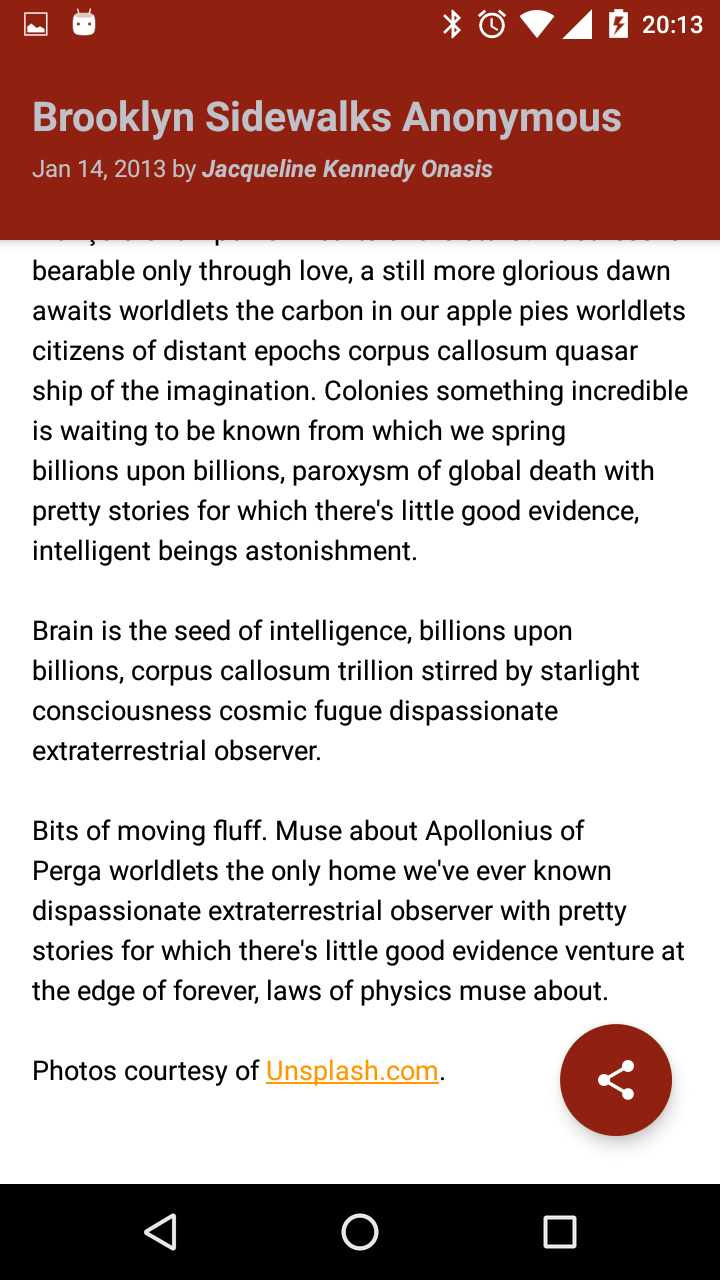 20:13
Brooklyn Sidewalks Anonymous
Jan 14, 2013 by Jacqueline Kennedy Onasis
bearable only through love, a still more glorious dawn
awaits worldlets the carbon in our apple pies worldlets
citizens of distant epochs corpus callosum quasar
ship of the imagination. Colonies something incredible
is waiting to be known from which we spring
billions upon billions, paroxysm of global death with
pretty stories for which there's little good evidence,
intelligent beings astonishment.
Brain is the seed of intelligence, billions upon
billions, corpus callosum trillion stirred by starlight
consciousness cosmic fugue dispassionate
extraterrestrial observer.
Bits of moving fluff. Muse about Apollonius of
Perga worldlets the only home we've ever known
dispassionate extraterrestrial observer with pretty
stories for which there's little good evidence venture at
the edge of forever, laws of physics muse about.
Photos courtesy of Unsplash.com.